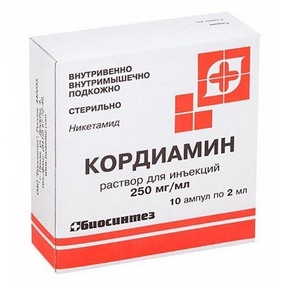 ВНУТРИВЕННО
ВНУТРИМЫШЕЧНО
ПОДКОЖНО
СТЕРИЛЬНО
Никетамид
КОРДИАМИН
раствор для инъекций
250 мг/мл
10 ампул по 2 мл
биосинтез